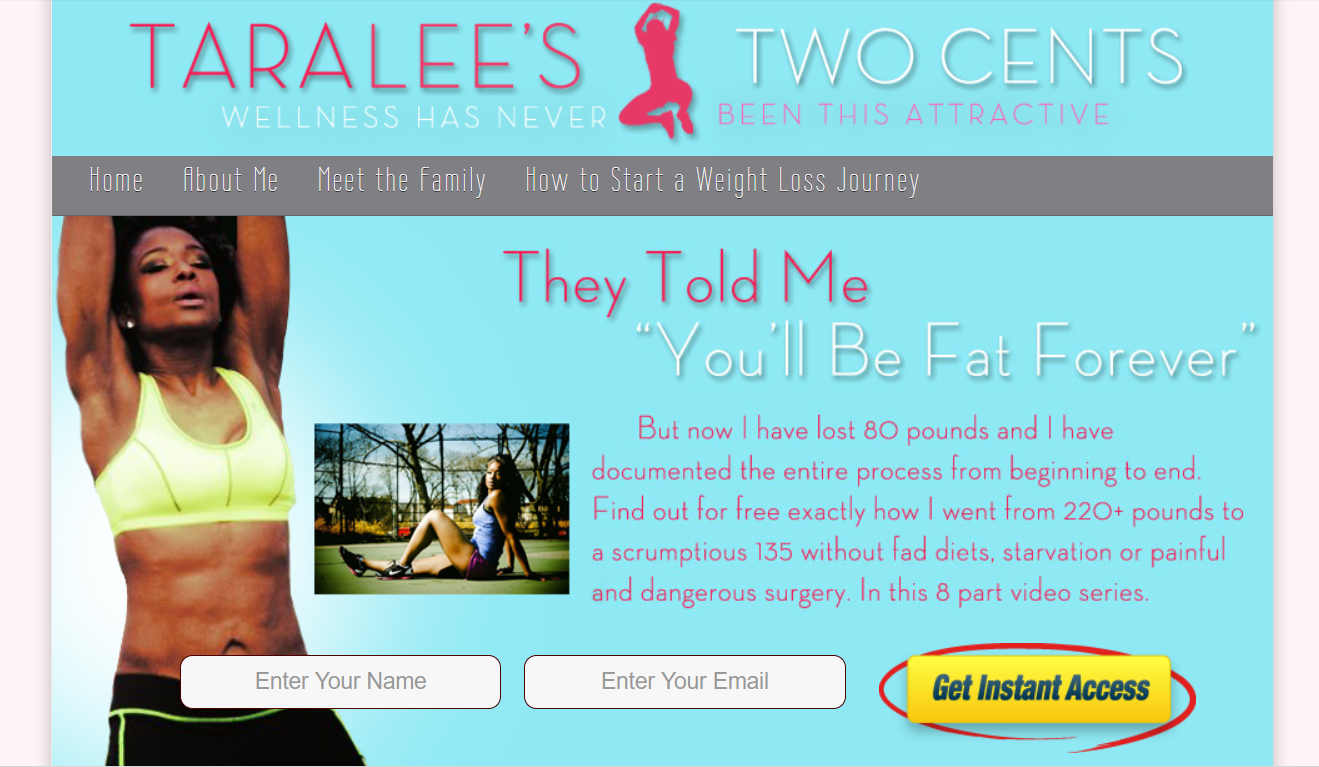 TARALEE'S TWO CENTS
WELLNESS HAS NEVER BEEN THIS ATTRACTIVE
Home About Me Meet the Family How to Start a Weight Loss Journey
They Told Me
“You'll Be Fat Forever”
But now I have lost 80 pounds and I have
documented the entire process from beginning to end.
Find out for free exactly how I went from 220+ pounds to
a scrumptious 135 without fad diets, starvation or painful
and dangerous surgery. In this 8 part video series.
Enter Your Name Enter Your Email Get Instant Access